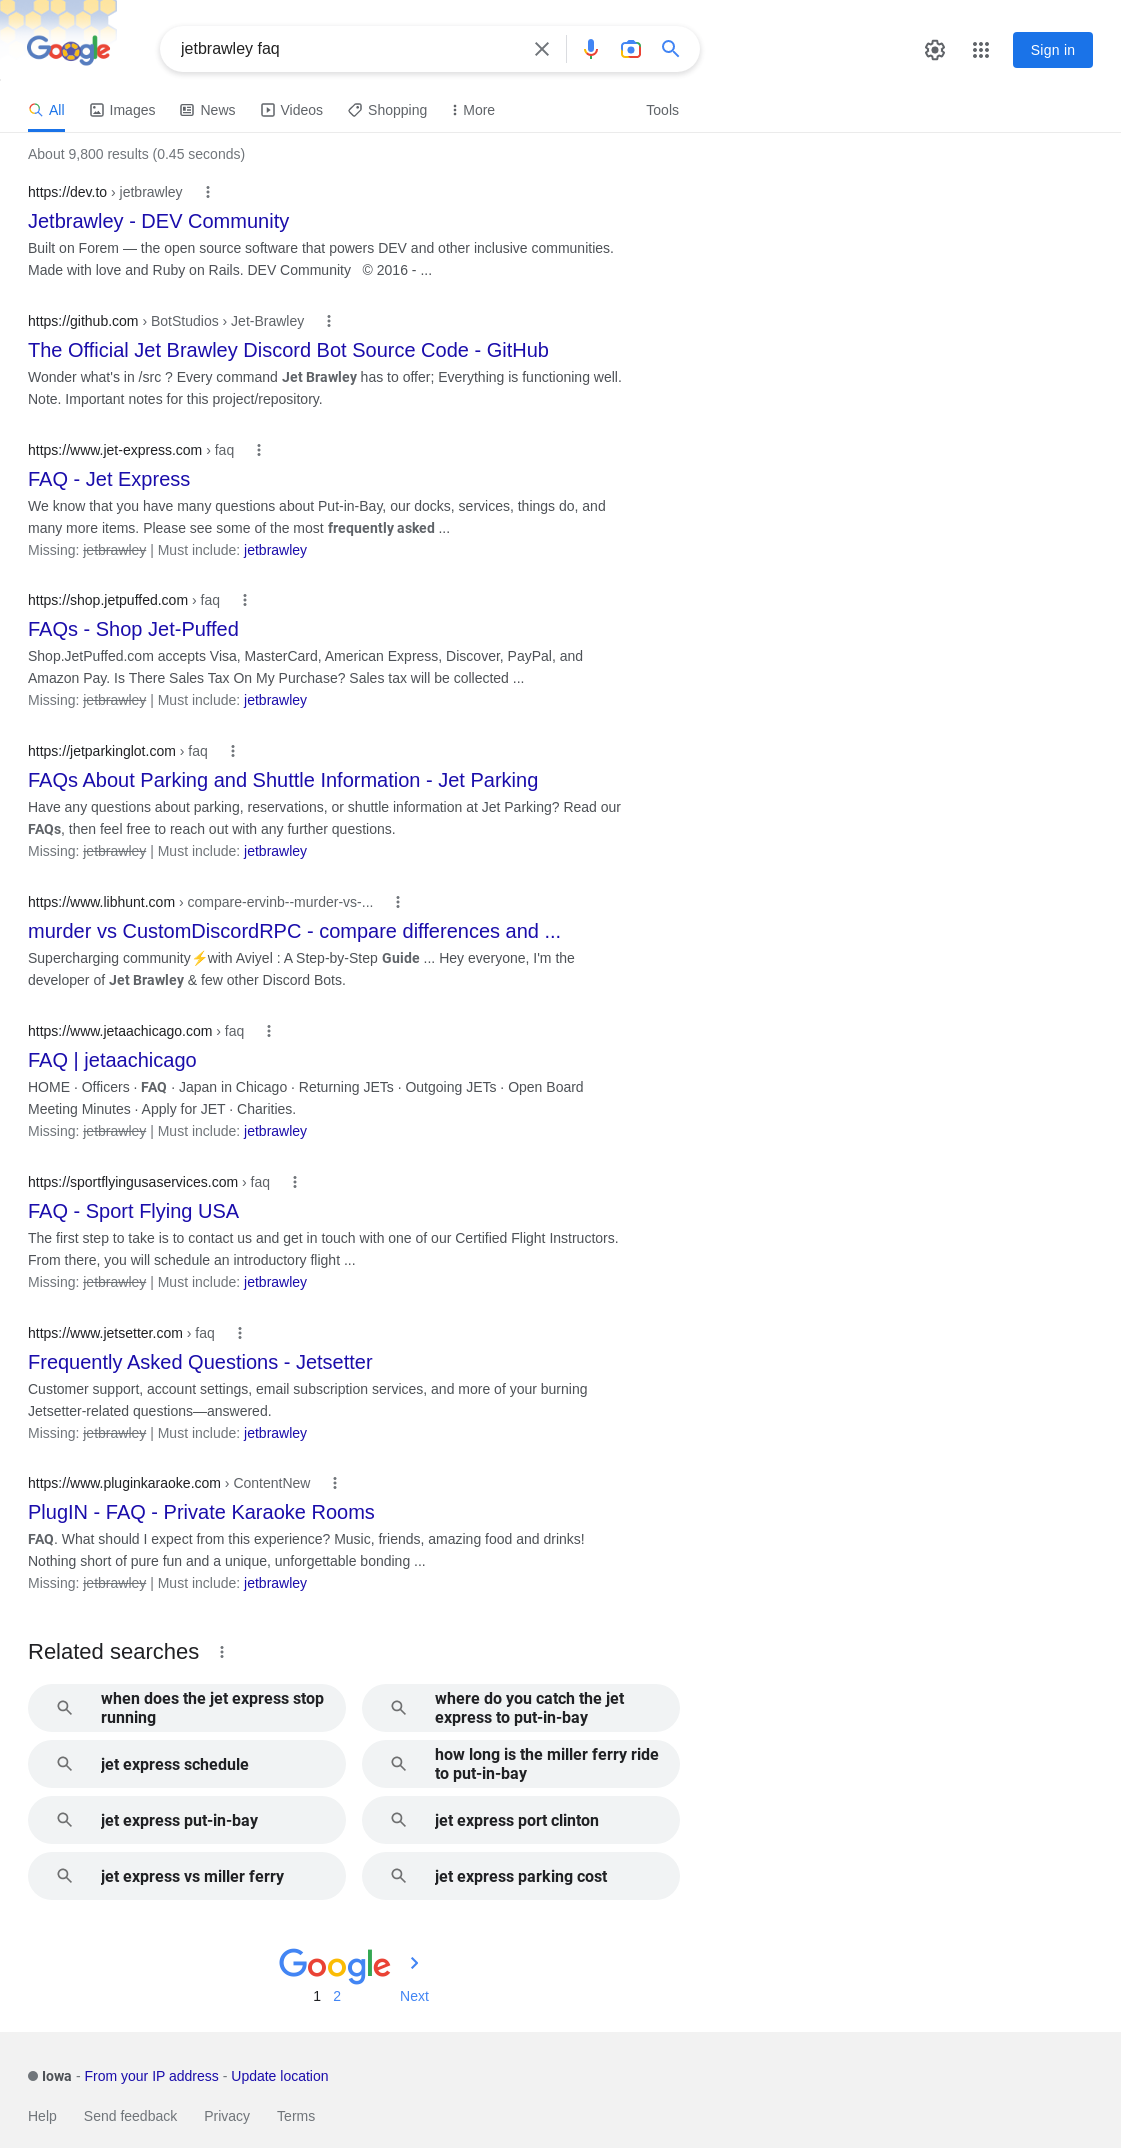 Google
jetbrawley faq
Sign in
All Images News Videos Shopping More Tools
About 9,800 results (0.45 seconds)
https://dev.to › jetbrawley
Jetbrawley - DEV Community
Built on Forem — the open source software that powers DEV and other inclusive communities.
Made with love and Ruby on Rails. DEV Community © 2016 - ...
https://github.com › BotStudios › Jet-Brawley
The Official Jet Brawley Discord Bot Source Code - GitHub
Wonder what's in /src ? Every command Jet Brawley has to offer; Everything is functioning well.
Note. Important notes for this project/repository.
https://www.jet-express.com › faq
FAQ - Jet Express
We know that you have many questions about Put-in-Bay, our docks, services, things do, and
many more items. Please see some of the most frequently asked ...
Missing: jetbrawley | Must include: jetbrawley
https://shop.jetpuffed.com › faq
FAQs - Shop Jet-Puffed
Shop.JetPuffed.com accepts Visa, MasterCard, American Express, Discover, PayPal, and
Amazon Pay. Is There Sales Tax On My Purchase? Sales tax will be collected ...
Missing: jetbrawley | Must include: jetbrawley
https://jetparkinglot.com › faq
FAQs About Parking and Shuttle Information - Jet Parking
Have any questions about parking, reservations, or shuttle information at Jet Parking? Read our
FAQs, then feel free to reach out with any further questions.
Missing: jetbrawley | Must include: jetbrawley
https://www.libhunt.com › compare-ervinb--murder-vs-...
murder vs CustomDiscordRPC - compare differences and ...
Supercharging community⚡with Aviyel : A Step-by-Step Guide ... Hey everyone, I'm the
developer of Jet Brawley & few other Discord Bots.
https://www.jetaachicago.com › faq
FAQ | jetaachicago
HOME · Officers · FAQ · Japan in Chicago · Returning JETs · Outgoing JETs · Open Board
Meeting Minutes · Apply for JET · Charities.
Missing: jetbrawley | Must include: jetbrawley
https://sportflyingusaservices.com › faq
FAQ - Sport Flying USA
The first step to take is to contact us and get in touch with one of our Certified Flight Instructors.
From there, you will schedule an introductory flight ...
Missing: jetbrawley | Must include: jetbrawley
https://www.jetsetter.com › faq
Frequently Asked Questions - Jetsetter
Customer support, account settings, email subscription services, and more of your burning
Jetsetter-related questions—answered.
Missing: jetbrawley | Must include: jetbrawley
https://www.pluginkaraoke.com › ContentNew
PlugIN - FAQ - Private Karaoke Rooms
FAQ. What should I expect from this experience? Music, friends, amazing food and drinks!
Nothing short of pure fun and a unique, unforgettable bonding ...
Missing: jetbrawley | Must include: jetbrawley
Related searches
when does the jet express stop
running
where do you catch the jet
express to put-in-bay
jet express schedule
how long is the miller ferry ride
to put-in-bay
jet express put-in-bay
jet express port clinton
jet express vs miller ferry
jet express parking cost
Google
1 2 Next
Iowa - From your IP address - Update location
Help Send feedback Privacy Terms